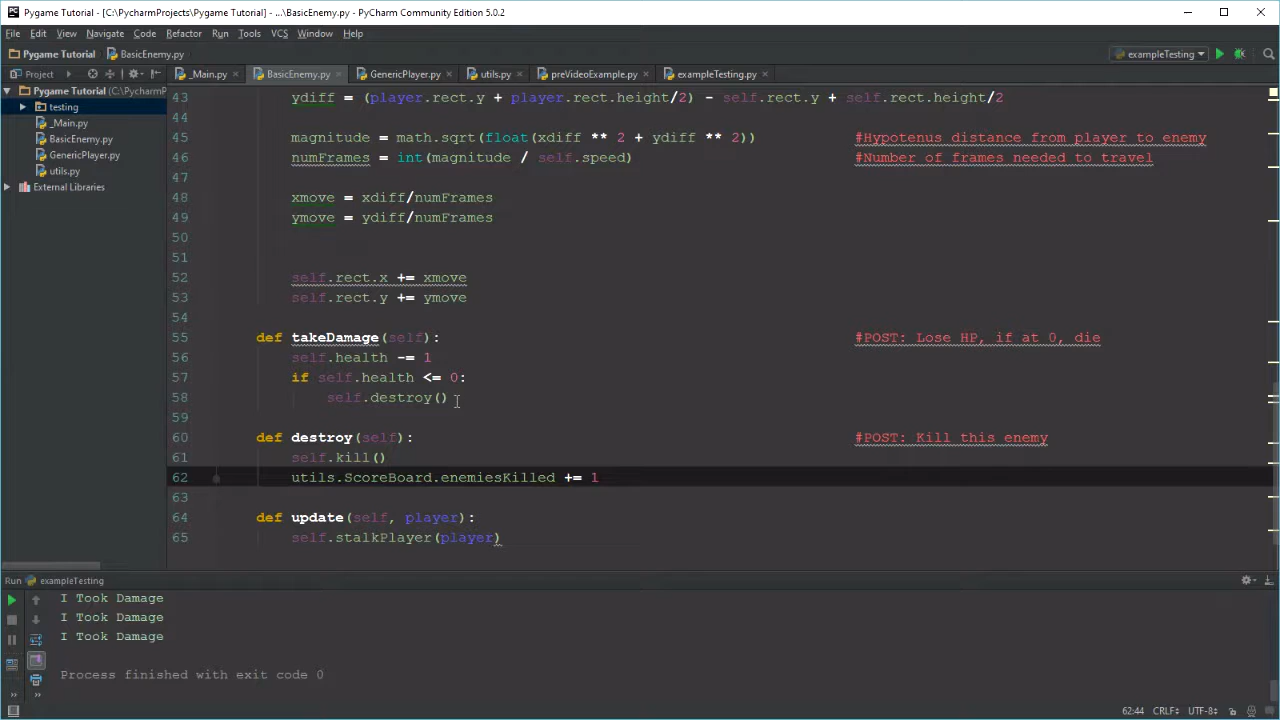 Pygame Tutorial - [C:\PycharmProjects\Pygame Tutorial] - ...\BasicEnemy.py - PyCharm Community Edition 5.0.2
File Edit View Navigate Code Refactor Run Tools VCS Window Help
Pygame Tutorial BasicEnemy.py exampleTesting
Project _Main.py × BasicEnemy.py × GenericPlayer.py × utils.py × preVideoExample.py × exampleTesting.py ×
Pygame Tutorial (C:\PycharmP
testing
_Main.py
BasicEnemy.py
GenericPlayer.py
utils.py
External Libraries
43 ydiff = (player.rect.y + player.rect.height/2) - self.rect.y + self.rect.height/2
44
45 magnitude = math.sqrt(float(xdiff ** 2 + ydiff ** 2)) #Hypotenus distance from player to enemy
46 numFrames = int(magnitude / self.speed) #Number of frames needed to travel
47
48 xmove = xdiff/numFrames
49 ymove = ydiff/numFrames
50
51
52 self.rect.x += xmove
53 self.rect.y += ymove
54
55 def takeDamage(self): #POST: Lose HP, if at 0, die
56 self.health -= 1
57 if self.health <= 0:
58 self.destroy()
59
60 def destroy(self): #POST: Kill this enemy
61 self.kill()
62 utils.ScoreBoard.enemiesKilled += 1
63
64 def update(self, player):
65 self.stalkPlayer(player)
Run exampleTesting
I Took Damage
I Took Damage
I Took Damage
Process finished with exit code 0
62:44 CRLF÷ UTF-8÷